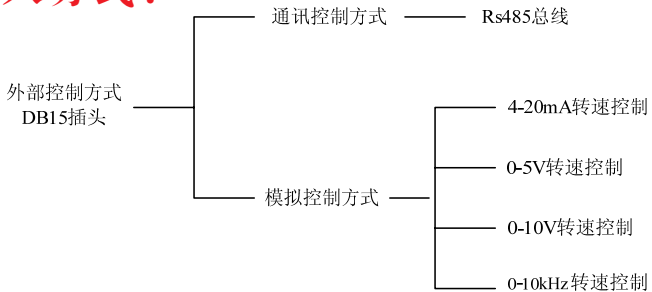 通讯控制方式
Rs485总线
外部控制方式
DB15插头
4-20mA转速控制
0-5V转速控制
模拟控制方式
0-10V转速控制
0-10kHz转速控制